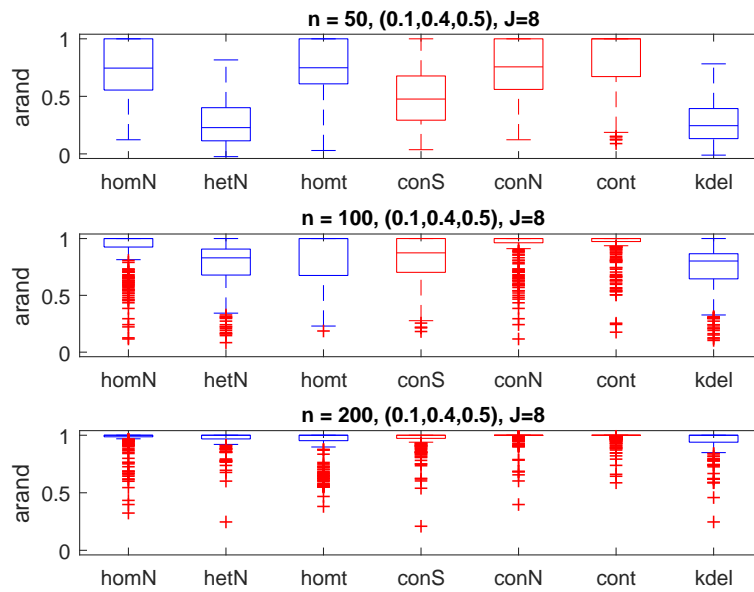 n = 50, (0.1,0.4,0.5), J=8
arand
1
0.5
0
homN hetN homt conS conN cont kdel
n = 100, (0.1,0.4,0.5), J=8
arand
1
0.5
0
homN hetN homt conS conN cont kdel
n = 200, (0.1,0.4,0.5), J=8
arand
1
0.5
0
homN hetN homt conS conN cont kdel